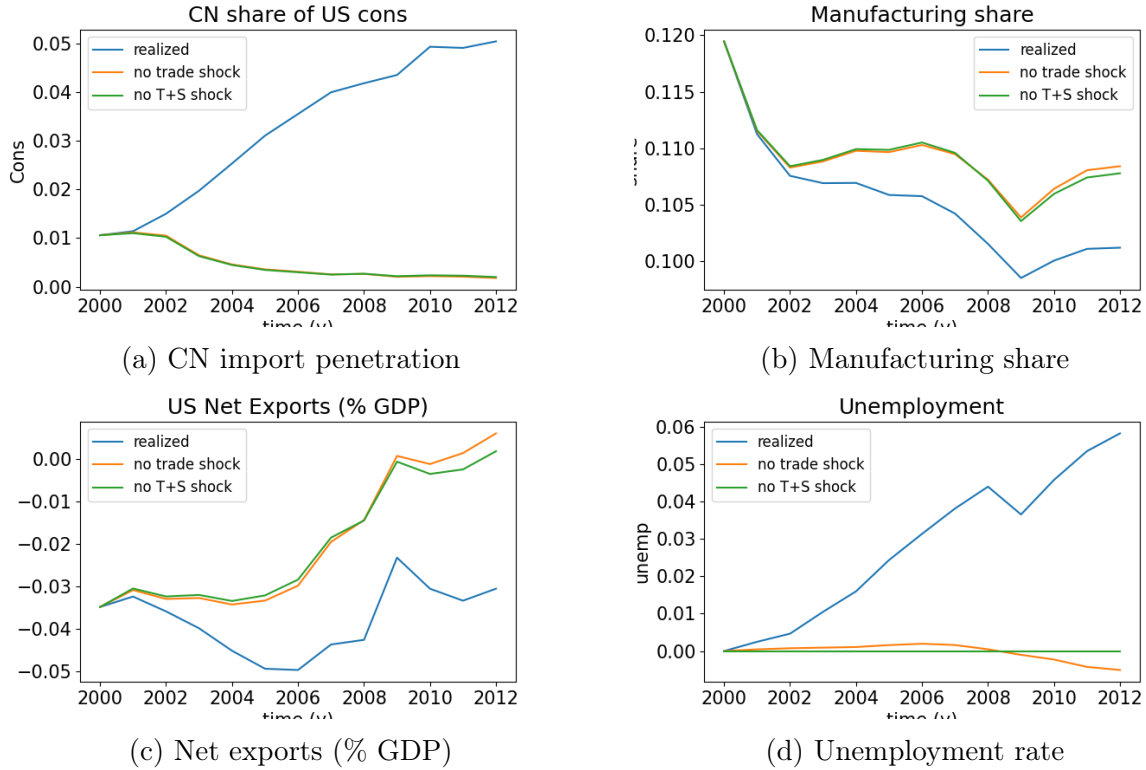 CN share of US cons
0.05
0.04
0.03
0.02
0.01
0.00
Cons
realized
no trade shock
no T+S shock
2000 2002 2004 2006 2008 2010 2012
time (y)
(a) CN import penetration
Manufacturing share
0.120
0.115
0.110
0.105
0.100
share
realized
no trade shock
no T+S shock
2000 2002 2004 2006 2008 2010 2012
time (y)
(b) Manufacturing share
US Net Exports (% GDP)
0.00
−0.01
−0.02
−0.03
−0.04
−0.05
realized
no trade shock
no T+S shock
2000 2002 2004 2006 2008 2010 2012
time (y)
(c) Net exports (% GDP)
Unemployment
0.06
0.05
0.04
0.03
0.02
0.01
0.00
unemp
realized
no trade shock
no T+S shock
2000 2002 2004 2006 2008 2010 2012
time (y)
(d) Unemployment rate